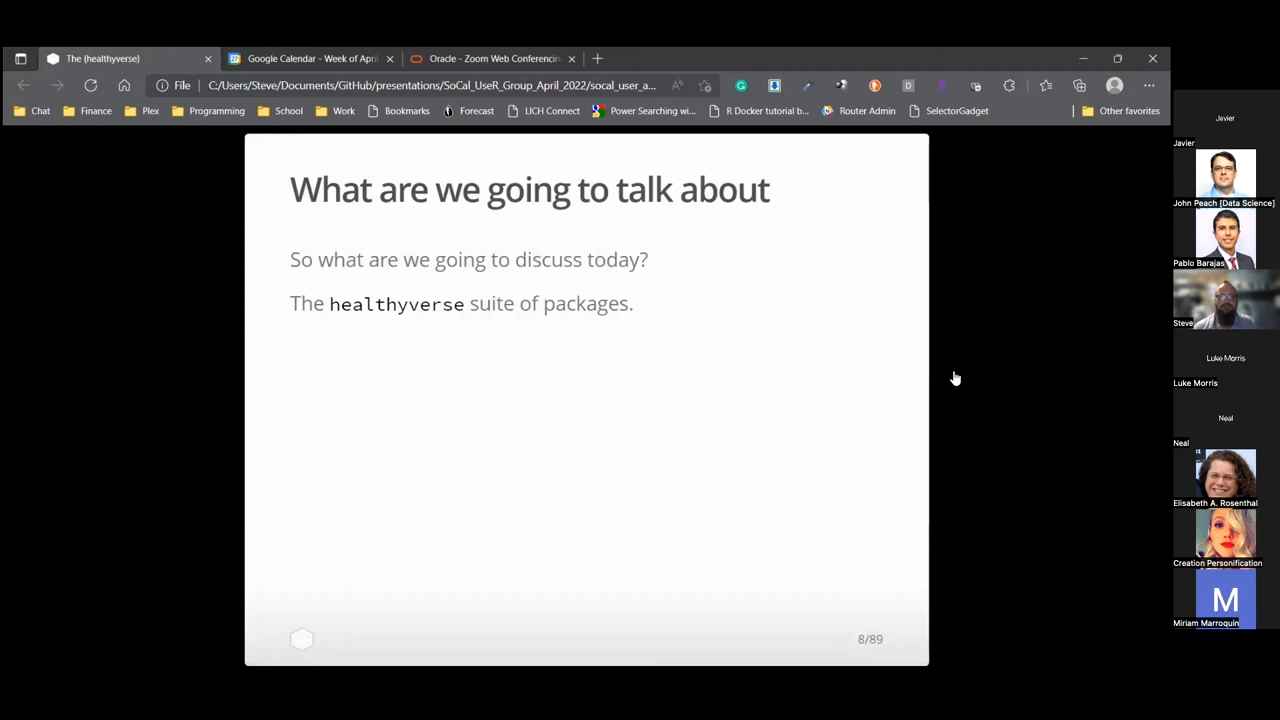 The {healthyverse}
Google Calendar - Week of April
Oracle - Zoom Web Conferencin
File
C:/Users/Steve/Documents/GitHub/presentations/SoCal_UseR_Group_April_2022/socal_user_a...
Chat
Finance
Plex
Programming
School
Work
Bookmarks
Forecast
LICH Connect
Power Searching wi...
R Docker tutorial b...
Router Admin
SelectorGadget
Other favorites
What are we going to talk about
So what are we going to discuss today?
The healthyverse suite of packages.
8/89
Javier
Javier
John Peach [Data Science]
Pablo Barajas
Steve
Luke Morris
Luke Morris
Neal
Neal
Elisabeth A. Rosenthal
Creation Personification
M
Miriam Marroquin